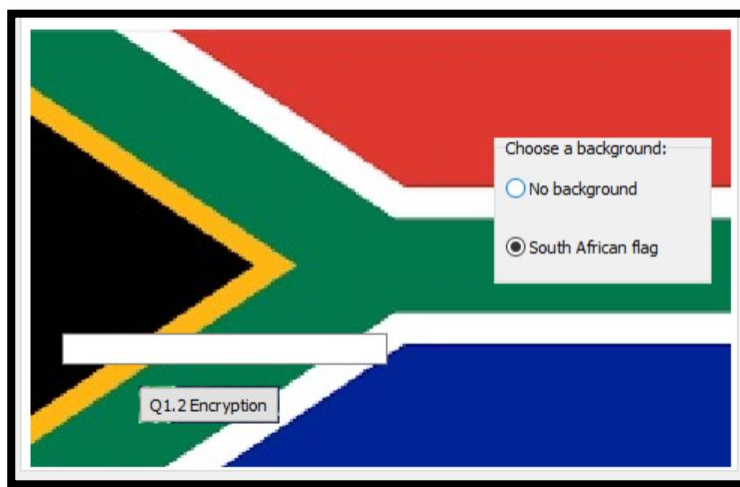 Choose a background:
No background
South African flag
Q1.2 Encryption